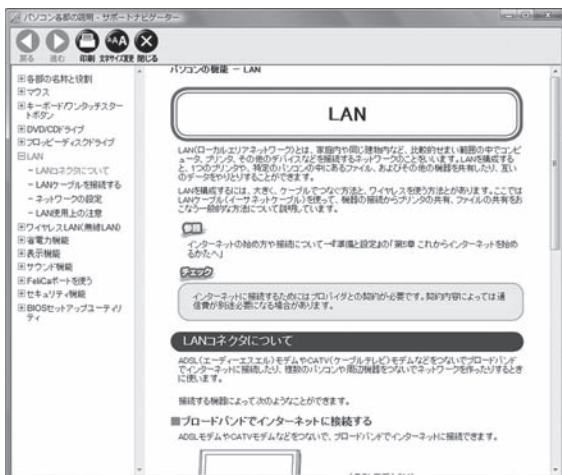 パソコン各部の説明 - サポートナビゲーター
戻る 進む 印刷 文字サイズ変更 閉じる
各部の名称と役割
マウス
キーボード/ワンタッチスター
トボタン
DVD/CDドライブ
フロッピーディスクドライブ
LAN
- LANコネクタについて
- LANケーブルを接続する
- ネットワークの設定
- LAN使用上の注意
ワイヤレスLAN(無線LAN)
省電力機能
表示機能
サウンド機能
FeliCaポートを使う
セキュリティ機能
BIOSセットアップユーティリ
ティ
パソコンの機能 - LAN
LAN
LAN(ローカルエリアネットワーク)とは、家庭内や同じ建物内など、比較的せまい範囲の中でコンピ
ュータ、プリンタ、その他のデバイスなどを接続するネットワークのことをいいます。LANを構成する
と、1つのプリンタや、特定のパソコンの中にあるファイル、およびその他の機器を共有したり、互い
のデータをやりとりすることができます。
LANを構成するには、大きく、ケーブルでつなぐ方法と、ワイヤレスを使う方法とがあります。ここでは
LANケーブル(イーサネットケーブル)を使って、機器の接続からプリンタの共有、ファイルの共有をお
こなう一般的な方法について説明しています。
インターネットの始め方や接続について→『準備と設定』の「第5章 これからインターネットを始め
るかたへ」
チェック
インターネットに接続するためにはプロバイダとの契約が必要です。契約内容によっては通
信費が別途必要になる場合があります。
LANコネクタについて
ADSL(エーディーエスエル)モデムやCATV(ケーブルテレビ)モデムなどをつないでブロードバンド
でインターネットに接続したり、複数のパソコンや周辺機器をつないでネットワークを作ったりするとき
に使います。
接続する機器によって次のようなことができます。
■ブロードバンドでインターネットに接続する
ADSLモデムやCATVモデムなどをつないで、ブロードバンドでインターネットに接続できます。